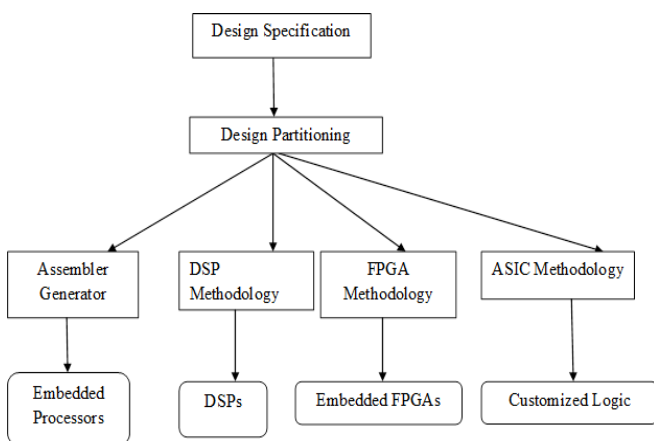 Design Specification
Design Partitioning
Assembler
Generator
DSP
Methodology
FPGA
Methodology
ASIC Methodology
Embedded
Processors
DSPs
Embedded FPGAs
Customized Logic